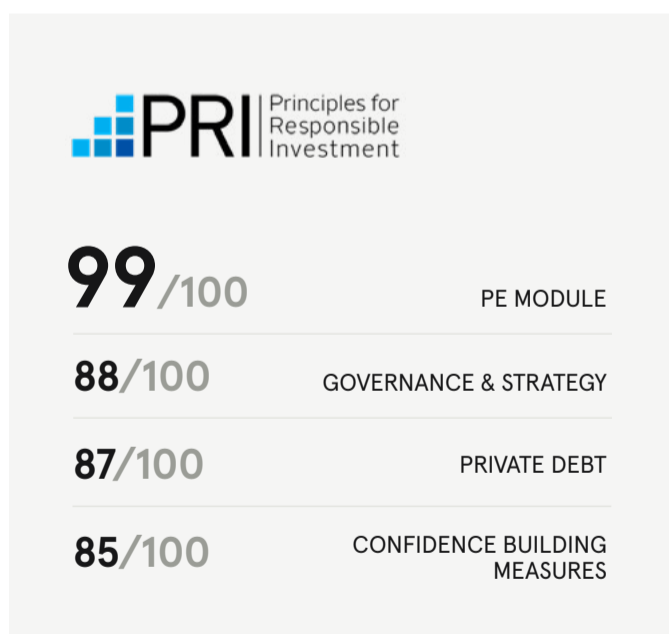 PRI
Principles for
Responsible
Investment
99/100
PE MODULE
88/100
GOVERNANCE & STRATEGY
87/100
PRIVATE DEBT
85/100
CONFIDENCE BUILDING
MEASURES